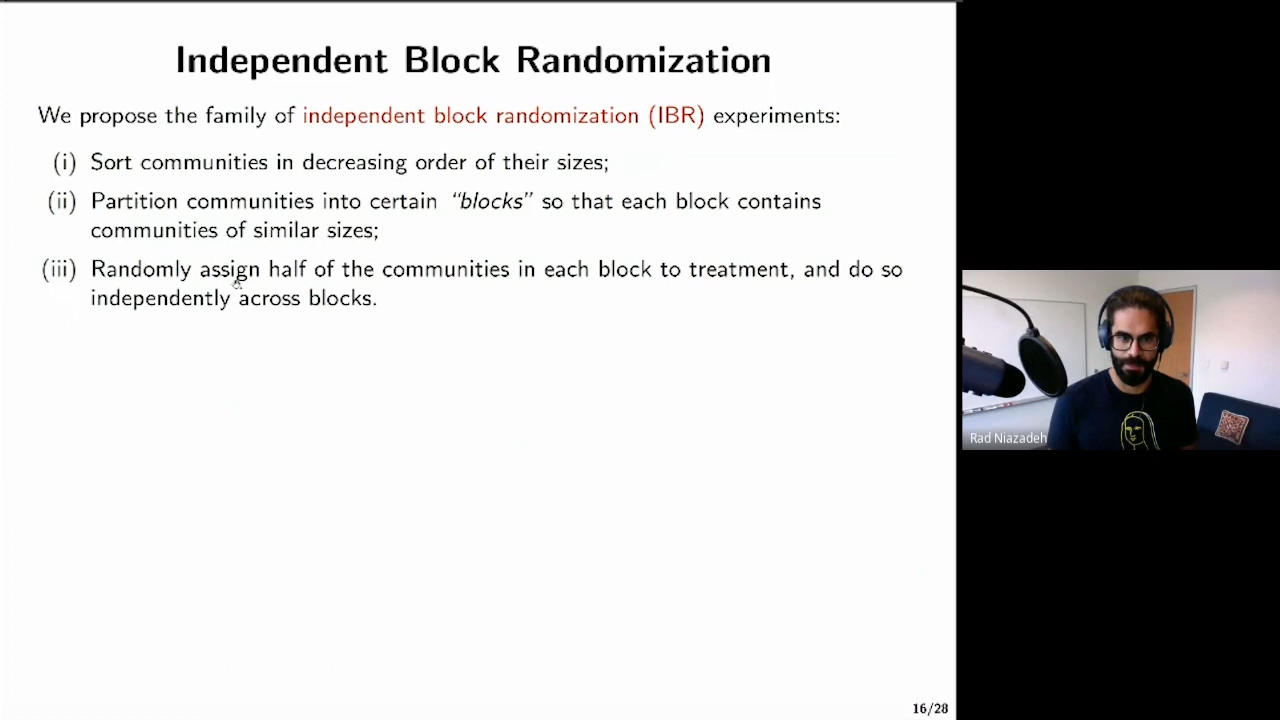 Independent Block Randomization
We propose the family of independent block randomization (IBR) experiments:
(i) Sort communities in decreasing order of their sizes;
(ii) Partition communities into certain “blocks” so that each block contains
communities of similar sizes;
(iii) Randomly assign half of the communities in each block to treatment, and do so
independently across blocks.
Rad Niazadeh
16/28